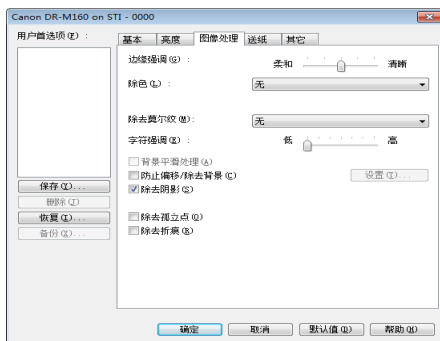 Canon DR-M160 on STI - 0000
用户首选项(P) :
基本 亮度 图像处理 送纸 其它
边缘强调(G) : 柔和 清晰
除色(L) : 无
除去莫尔纹(M): 无
字符强调(E) : 低 高
背景平滑处理(A)
防止偏移/除去背景(C) 设置(I)...
除去阴影(S)
保存(V)...
删除(J)
恢复(T)...
备份(X)...
除去孤立点(O)
除去折痕(R)
确定 取消 默认值(D) 帮助(H)